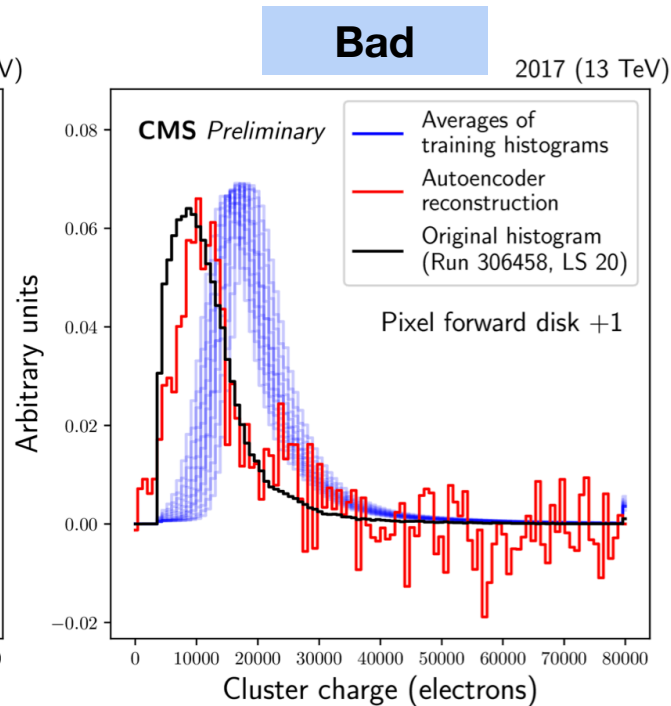 Bad
V)
2017 (13 TeV)
CMS Preliminary
Averages of
training histograms
Autoencoder
reconstruction
Original histogram
(Run 306458, LS 20)
Pixel forward disk +1
Arbitrary units
0.08
0.06
0.04
0.02
0.00
−0.02
0
0 10000 20000 30000 40000 50000 60000 70000 80000
Cluster charge (electrons)